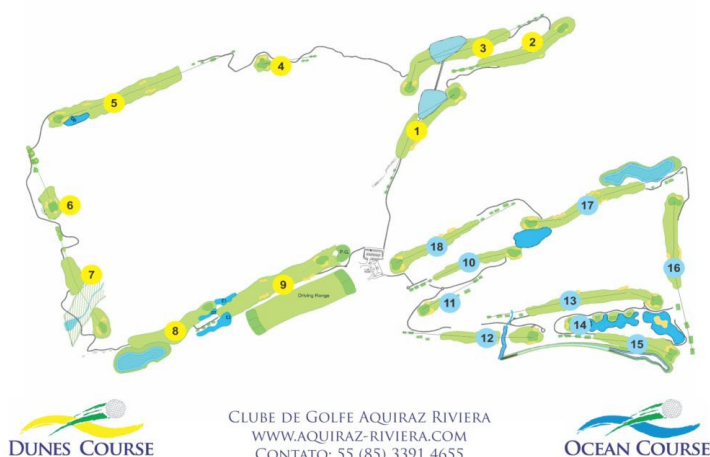 3
2
4
5
1
6
17
18
7
10
16
9
11
13
Driving Range
14
8
12
15
P.G
DUNES COURSE
CLUBE DE GOLFE AQUIRAZ RIVIERA
WWW.AQUIRAZ-RIVIERA.COM
CONTATO: 55 (85) 3391 4655
OCEAN COURSE